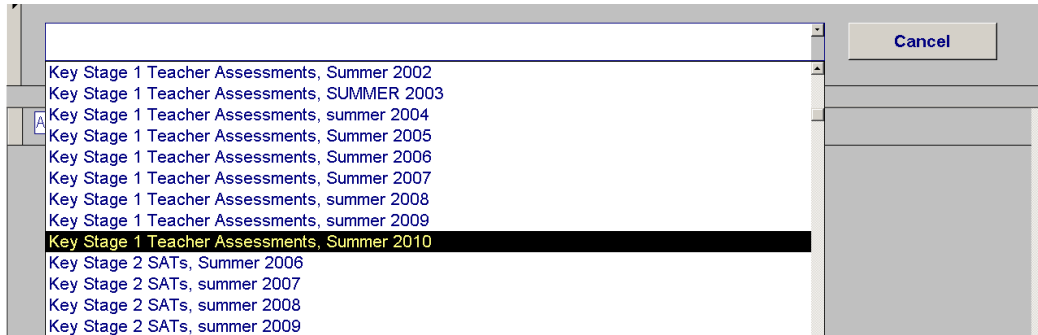 Cancel
Key Stage 1 Teacher Assessments, Summer 2002
Key Stage 1 Teacher Assessments, SUMMER 2003
Key Stage 1 Teacher Assessments, summer 2004
A
Key Stage 1 Teacher Assessments, Summer 2005
Key Stage 1 Teacher Assessments, Summer 2006
Key Stage 1 Teacher Assessments, Summer 2007
Key Stage 1 Teacher Assessments, summer 2008
Key Stage 1 Teacher Assessments, summer 2009
Key Stage 1 Teacher Assessments, Summer 2010
Key Stage 2 SATs, Summer 2006
Key Stage 2 SATs, summer 2007
Key Stage 2 SATs, summer 2008
Key Stage 2 SATs, summer 2009